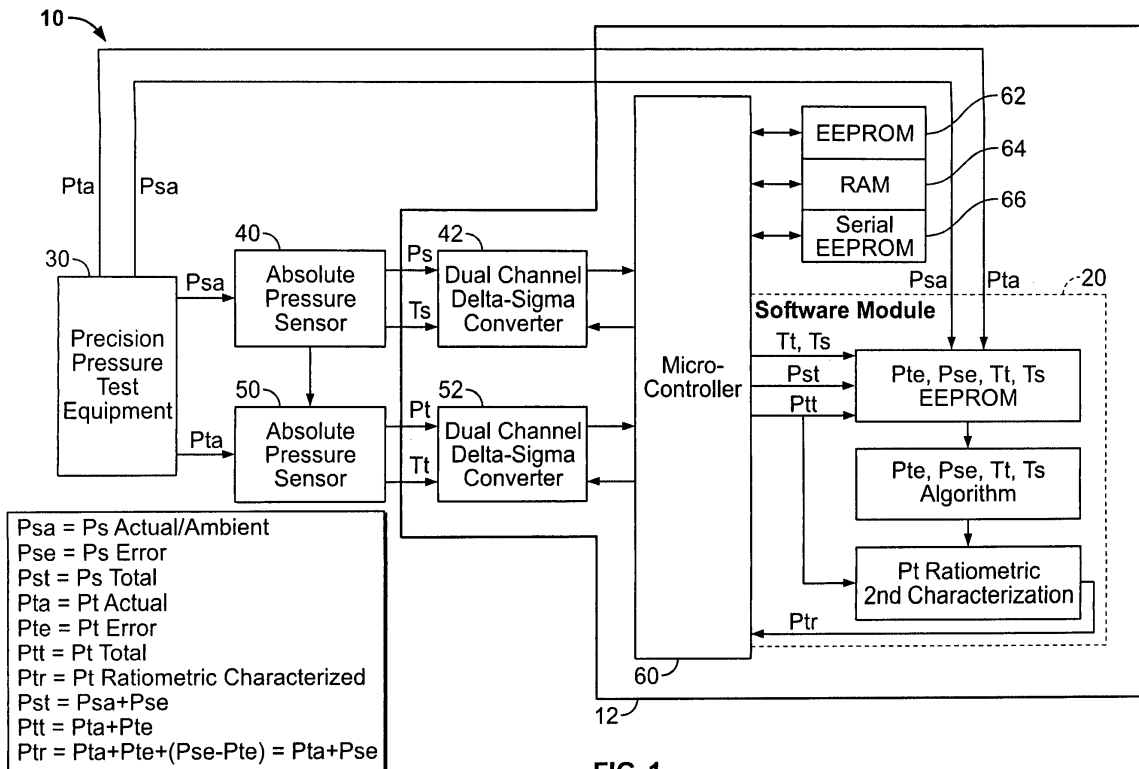 10
Pta
Psa
30
Precision
Pressure
Test
Equipment
Psa
Pta
40
Absolute
Pressure
Sensor
50
Absolute
Pressure
Sensor
Ps
Ts
Pt
Tt
42
Dual Channel
Delta-Sigma
Converter
52
Dual Channel
Delta-Sigma
Converter
Micro-
Controller
60
12
EEPROM
62
RAM
64
Serial
EEPROM
66
Psa
Pta
20
Software Module
Tt, Ts
Pst
Ptt
Pte, Pse, Tt, Ts
EEPROM
Pte, Pse, Tt, Ts
Algorithm
Pt Ratiometric
2nd Characterization
Ptr
Psa = Ps Actual/Ambient
Pse = Ps Error
Pst = Ps Total
Pta = Pt Actual
Pte = Pt Error
Ptt = Pt Total
Ptr = Pt Ratiometric Characterized
Pst = Psa+Pse
Ptt = Pta+Pte
Ptr = Pta+Pte+(Pse-Pte) = Pta+Pse
FIG. 1